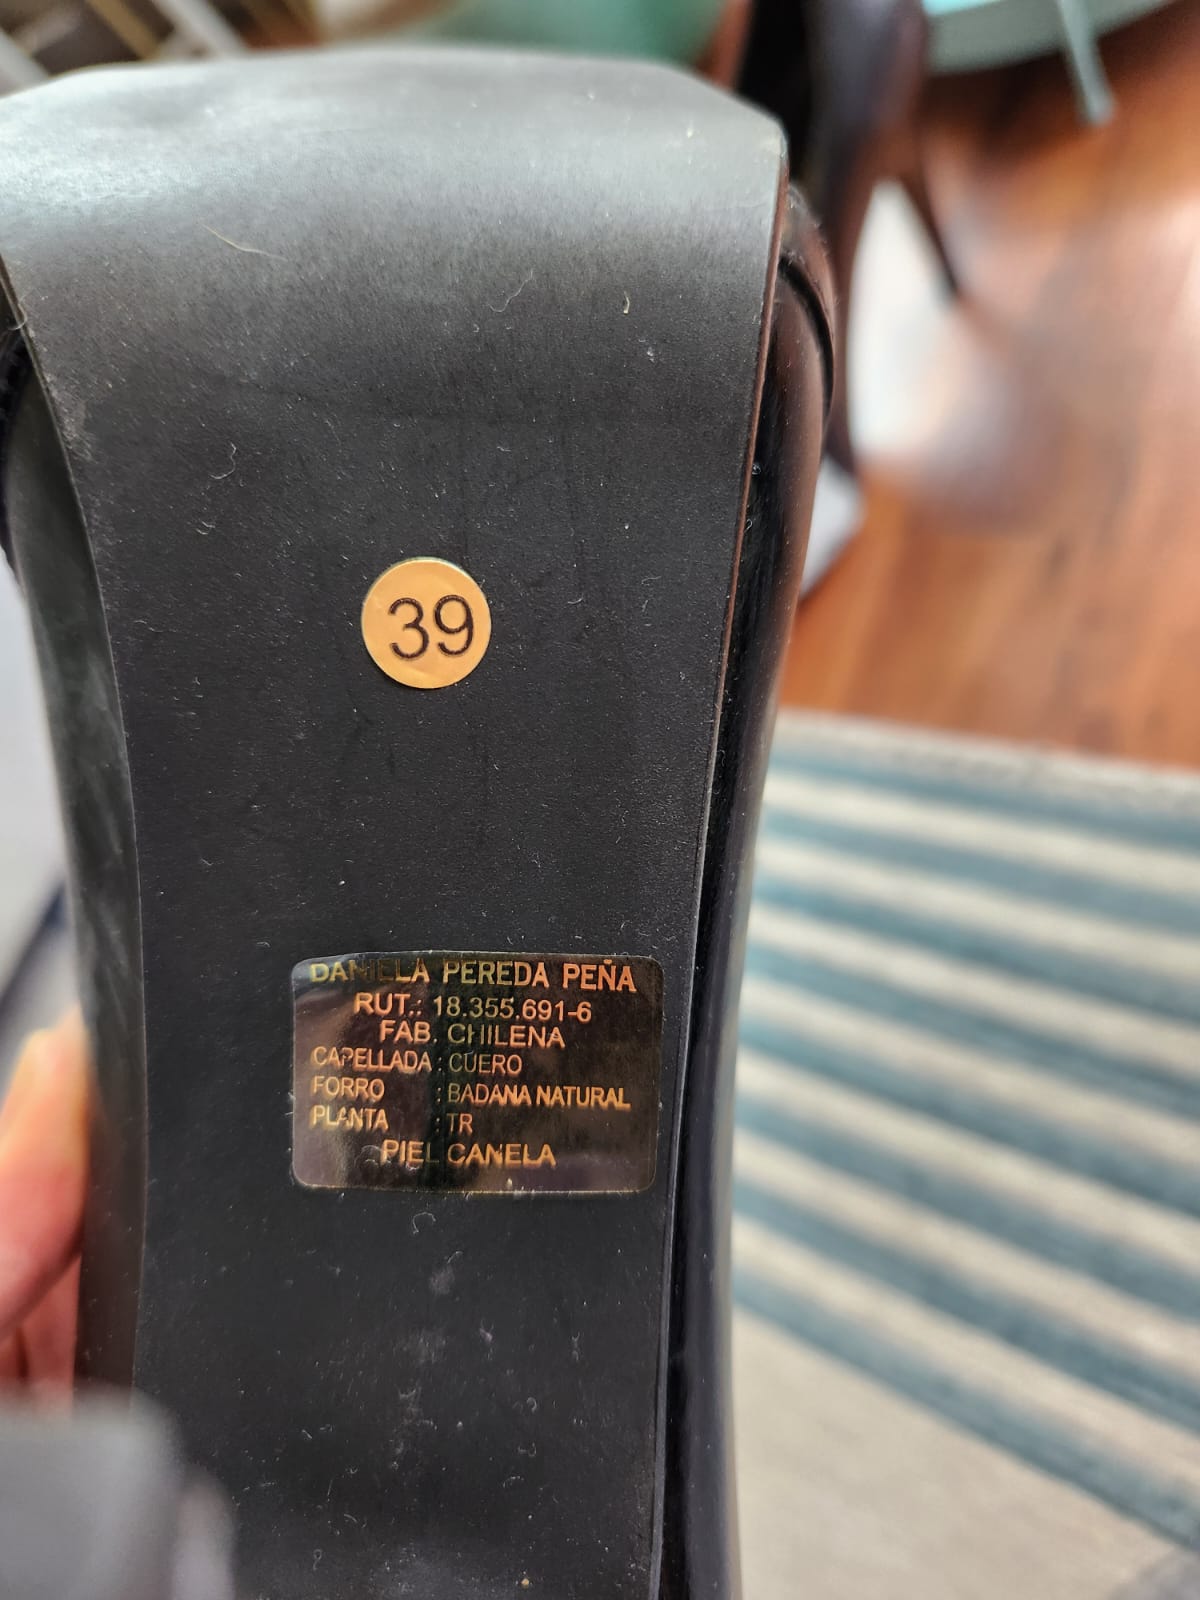 39
DANIELA PEREDA PEÑA
RUT.: 18.355.691-6
FAB. CHILENA
CAPELLADA : CUERO
FORRO : BADANA NATURAL
PLANTA : TR
PIEL CANELA